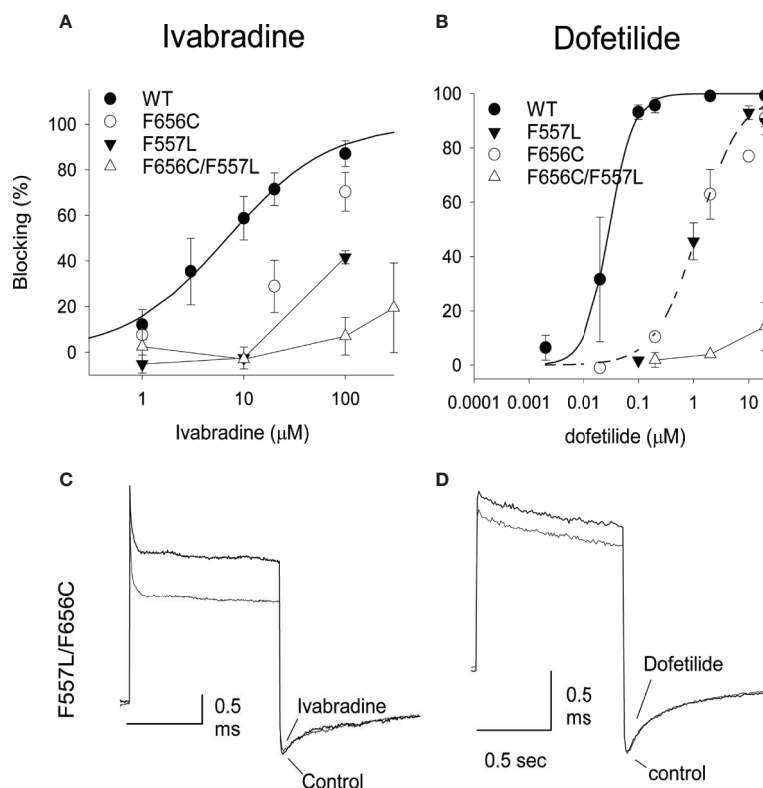 A
Ivabradine
WT
F656C
F557L
F656C/F557L
Blocking (%)
100
80
60
40
20
0
1
10
100
Ivabradine (μM)
B
Dofetilide
WT
F557L
F656C
F656C/F557L
100
80
60
40
20
0
0.0001
0.001
0.01
0.1
1
10
dofetilide (μM)
C
F557L/F656C
0.5
ms
Ivabradine
Control
D
Dofetilide
0.5
ms
0.5 sec
control